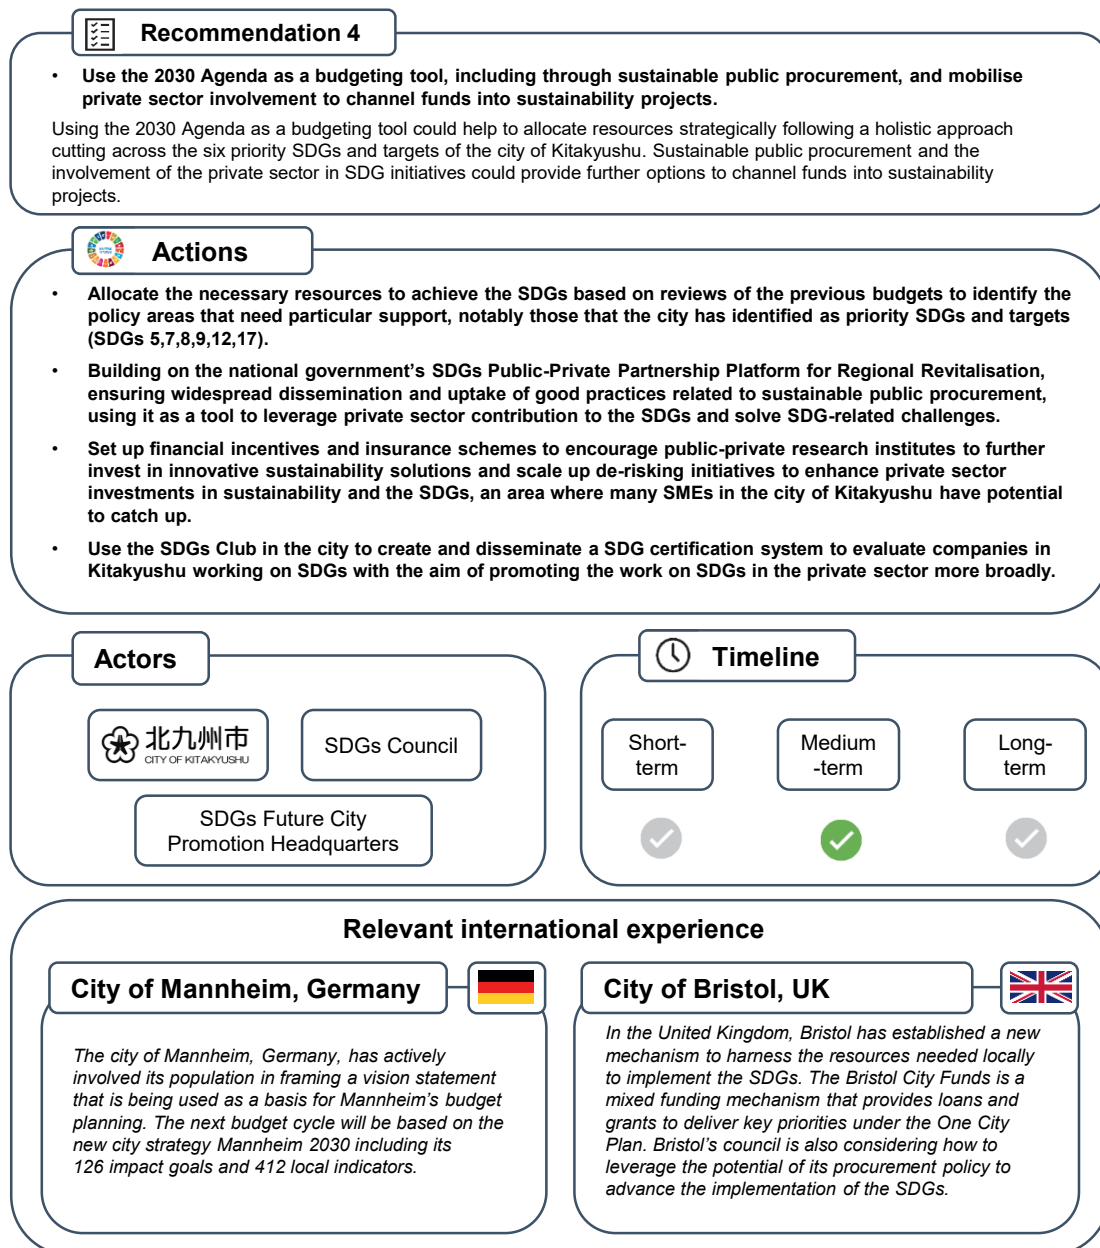 Recommendation 4
• Use the 2030 Agenda as a budgeting tool, including through sustainable public procurement, and mobilise
private sector involvement to channel funds into sustainability projects.
Using the 2030 Agenda as a budgeting tool could help to allocate resources strategically following a holistic approach
cutting across the six priority SDGs and targets of the city of Kitakyushu. Sustainable public procurement and the
involvement of the private sector in SDG initiatives could provide further options to channel funds into sustainability
projects.
Actions
• Allocate the necessary resources to achieve the SDGs based on reviews of the previous budgets to identify the
policy areas that need particular support, notably those that the city has identified as priority SDGs and targets
(SDGs 5,7,8,9,12,17).
• Building on the national government's SDGs Public-Private Partnership Platform for Regional Revitalisation,
ensuring widespread dissemination and uptake of good practices related to sustainable public procurement,
using it as a tool to leverage private sector contribution to the SDGs and solve SDG-related challenges.
• Set up financial incentives and insurance schemes to encourage public-private research institutes to further
invest in innovative sustainability solutions and scale up de-risking initiatives to enhance private sector
investments in sustainability and the SDGs, an area where many SMEs in the city of Kitakyushu have potential
to catch up.
• Use the SDGs Club in the city to create and disseminate a SDG certification system to evaluate companies in
Kitakyushu working on SDGs with the aim of promoting the work on SDGs in the private sector more broadly.
Actors
北九州市
CITY OF KITAKYUSHU
SDGs Council
SDGs Future City
Promotion Headquarters
Timeline
Short-
term
Medium
-term
Long-
term
Relevant international experience
City of Mannheim, Germany
The city of Mannheim, Germany, has actively
involved its population in framing a vision statement
that is being used as a basis for Mannheim's budget
planning. The next budget cycle will be based on the
new city strategy Mannheim 2030 including its
126 impact goals and 412 local indicators.
City of Bristol, UK
In the United Kingdom, Bristol has established a new
mechanism to harness the resources needed locally
to implement the SDGs. The Bristol City Funds is a
mixed funding mechanism that provides loans and
grants to deliver key priorities under the One City
Plan. Bristol's council is also considering how to
leverage the potential of its procurement policy to
advance the implementation of the SDGs.